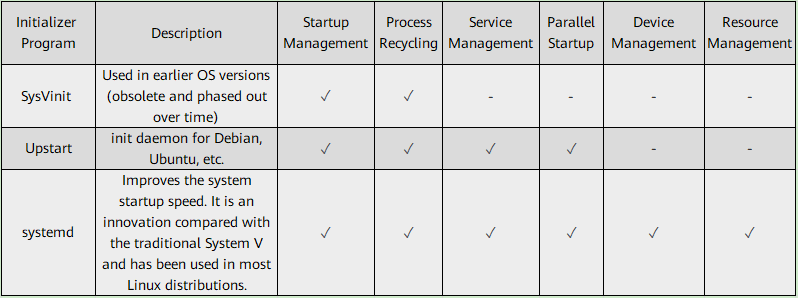 Initializer Program | Description | Startup Management | Process Recycling | Service Management | Parallel Startup | Device Management | Resource Management
SysVinit | Used in earlier OS versions (obsolete and phased out over time) | ✓ | ✓ | - | - | - | -
Upstart | init daemon for Debian, Ubuntu, etc. | ✓ | ✓ | ✓ | ✓ | - | -
systemd | Improves the system startup speed. It is an innovation compared with the traditional System V and has been used in most Linux distributions. | ✓ | ✓ | ✓ | ✓ | ✓ | ✓